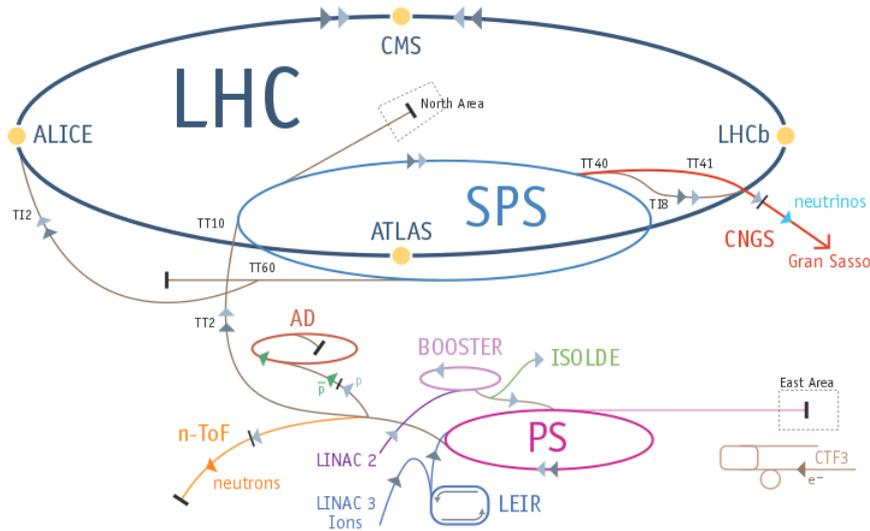 CMS
LHC
North Area
ALICE
LHCb
TT40
TT41
TI2
TT10
SPS
TI8
neutrinos
ATLAS
CNGS
Gran Sasso
TT60
TT2
AD
BOOSTER
ISOLDE
p
p̅
East Area
n-ToF
PS
LINAC 2
neutrons
CTF3
e⁻
LINAC 3
Ions
LEIR